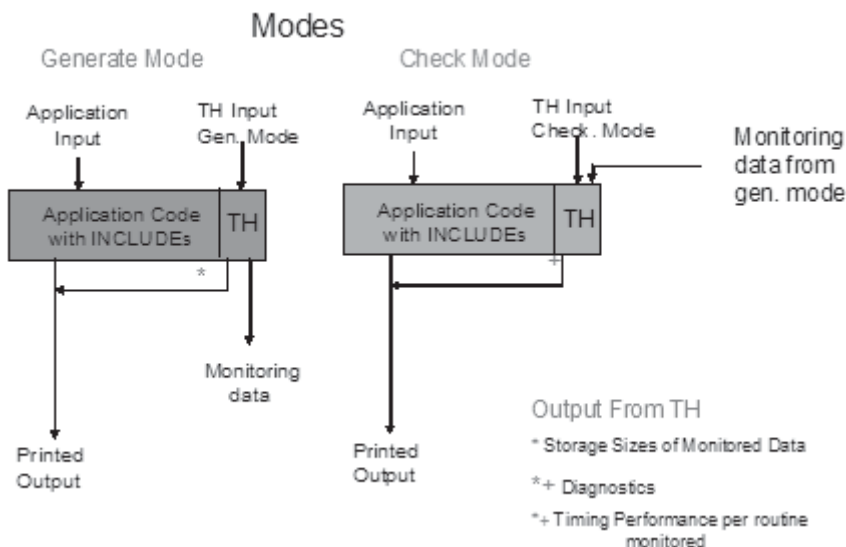 Modes
Generate Mode
Check Mode
Application
Input
TH Input
Gen. Mode
Application
Input
TH Input
Check. Mode
Monitoring
data from
gen. mode
Application Code
with INCLUDEs
TH
Application Code
with INCLUDEs
TH
*
+
Monitoring
data
Printed
Output
Printed
Output
Output From TH
* Storage Sizes of Monitored Data
*+ Diagnostics
*+ Timing Performance per routine
monitored